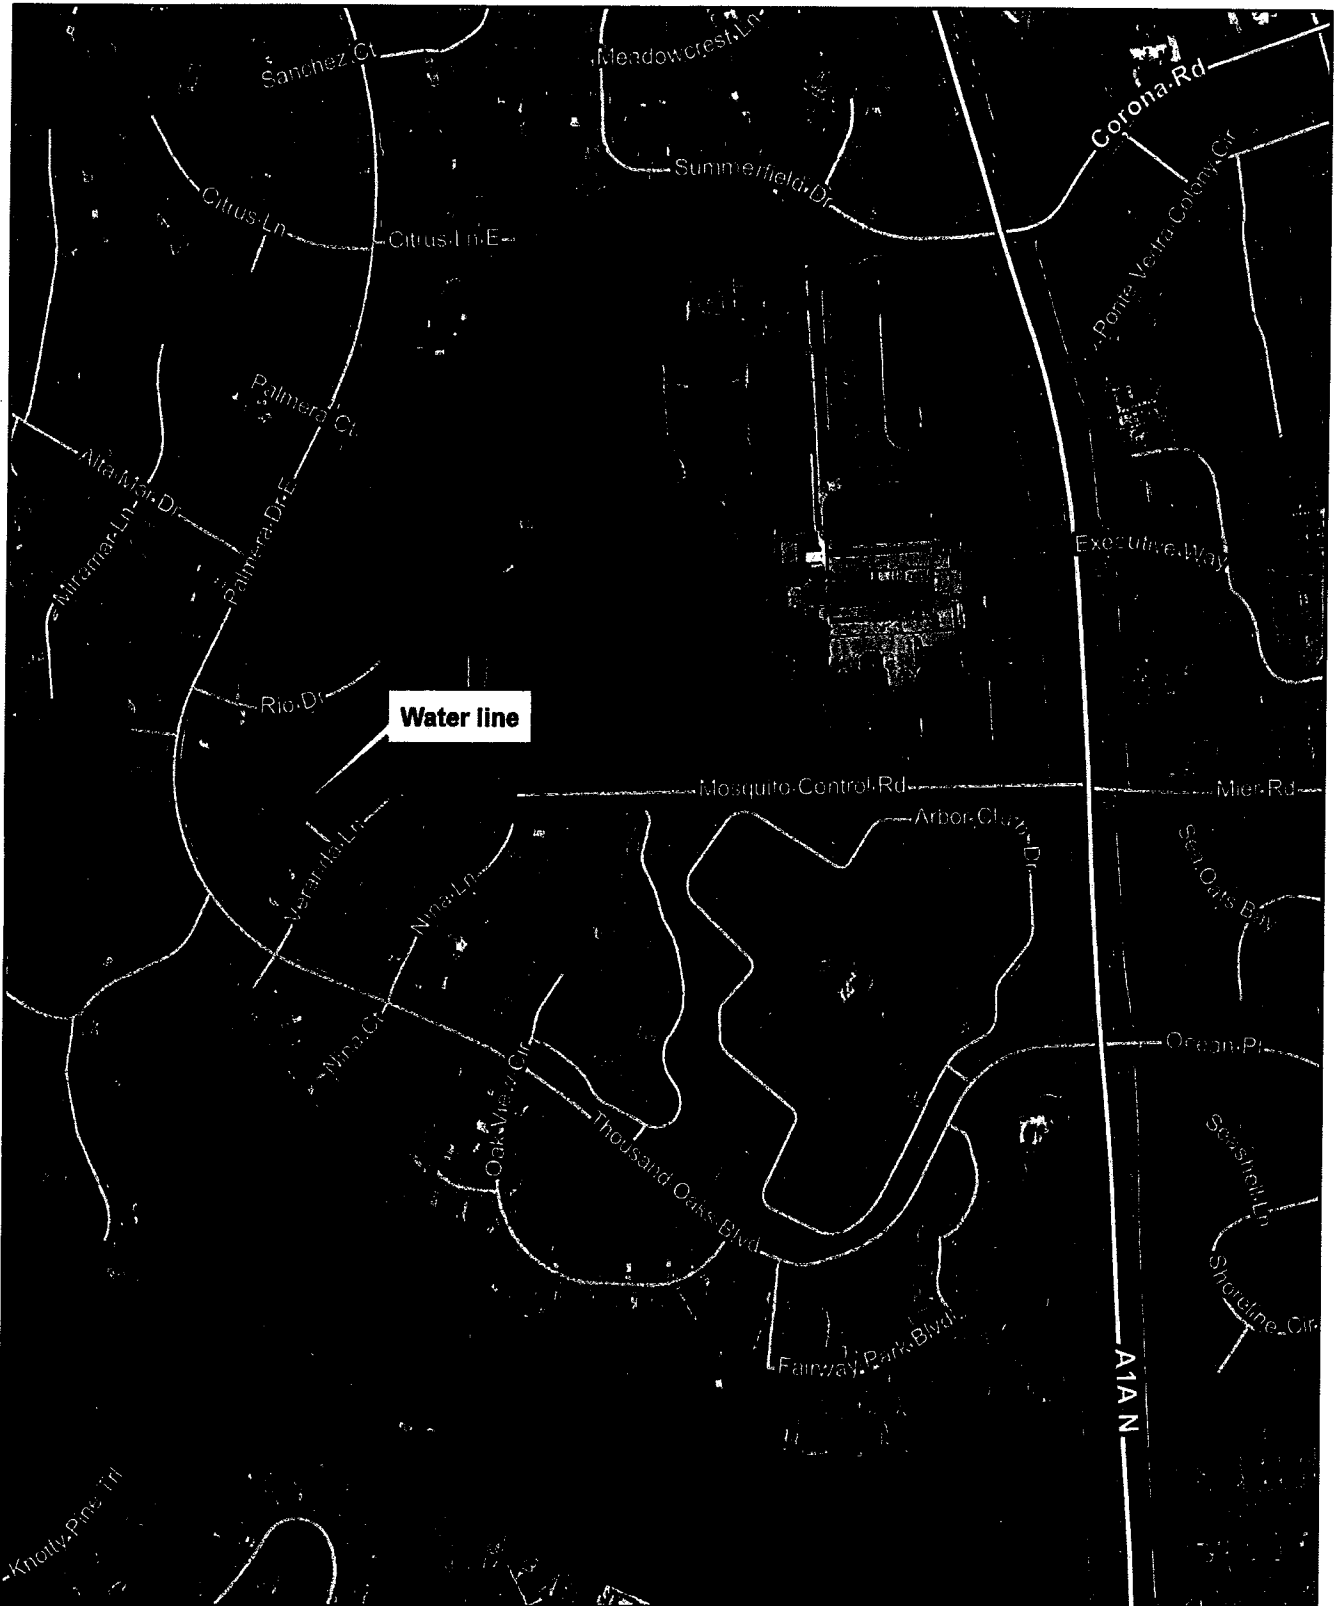 Meadowcrest Ln
Sanchez Ct
Corona Rd
Summerfield Dr
Citrus Ln
Citrus Ln E
Ponte Vedra Colony Cir
Palmera Ct
Alta Mar Dr
Miramar Ln
Palmera Dr E
Executive Way
Rio Dr
Water line
Mosquito Control Rd
Mier Rd
Veranda Ln
Nina Ln
Sea Oats Bay
Nina Ct
Oak View Cir
Ocean Pl
Thousand Oaks Blvd
Seashell Ln
Shoreline Cir
Fairway Park Blvd
A1A N
Knotty Pine Trl